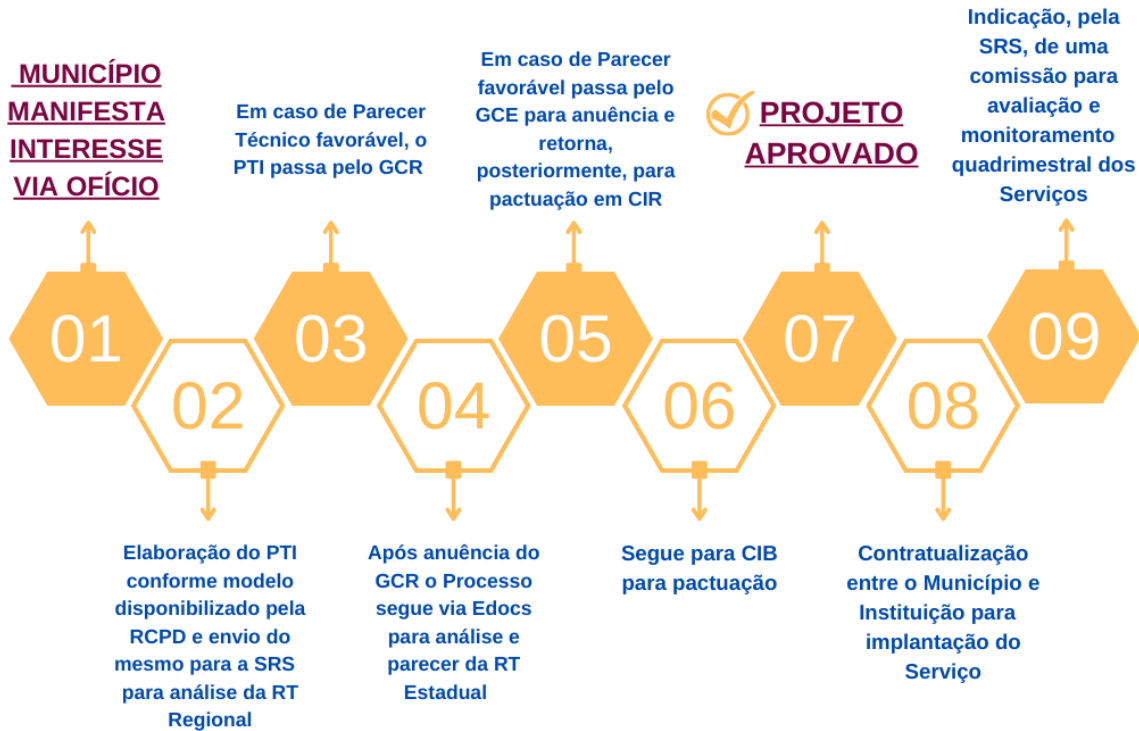 MUNICÍPIO
MANIFESTA
INTERESSE
VIA OFÍCIO
01
Elaboração do PTI
conforme modelo
disponibilizado pela
RCPD e envio do
mesmo para a SRS
para análise da RT
Regional
02
Em caso de Parecer
Técnico favorável, o
PTI passa pelo GCR
03
Após anuência do
GCR o Processo
segue via Edocs
para análise e
parecer da RT
Estadual
04
Em caso de Parecer
favorável passa pelo
GCE para anuência e
retorna,
posteriormente, para
pactuação em CIR
05
Segue para CIB
para pactuação
06
PROJETO
APROVADO
07
Contratualização
entre o Município e
Instituição para
implantação do
Serviço
08
Indicação, pela
SRS, de uma
comissão para
avaliação e
monitoramento
quadrimestral dos
Serviços
09